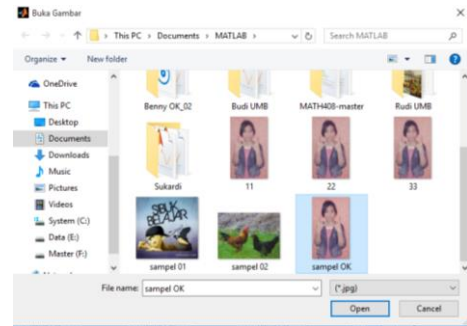 Buka Gambar
This PC > Documents > MATLAB >
Search MATLAB
Organize
New folder
OneDrive
This PC
Desktop
Documents
Downloads
Music
Pictures
Videos
System (C:)
Data (E:)
Master (F:)
Benny OK_02
Budi UMB
MATH408-master
Rudi UMB
Sukardi
11
22
33
SIBUK
BELAJAR
sampel 01
sampel 02
sampel OK
File name: sampel OK
(*.jpg)
Open
Cancel